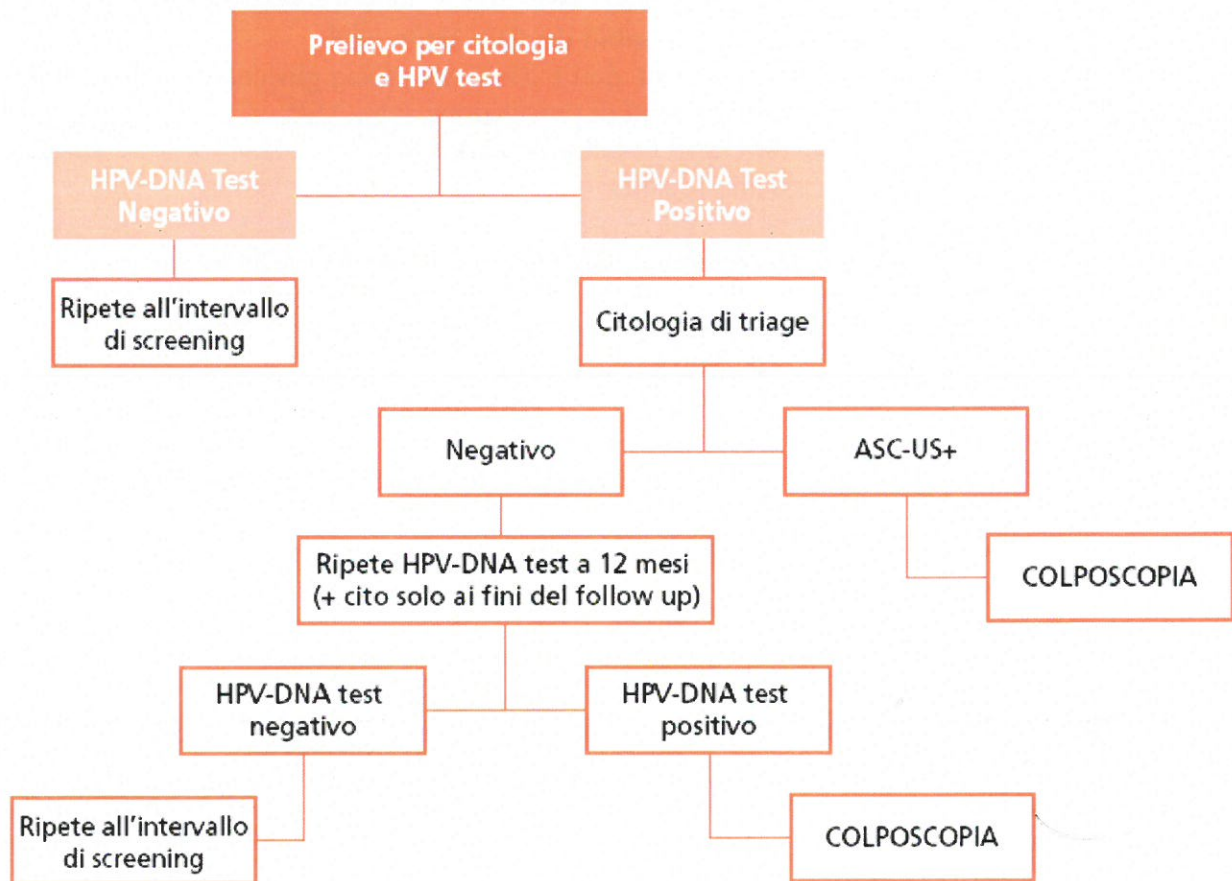 Prelievo per citologia
e HPV test
HPV-DNA Test
Negativo
HPV-DNA Test
Positivo
Ripete all'intervallo
di screening
Citologia di triage
Negativo
ASC-US+
Ripete HPV-DNA test a 12 mesi
(+ cito solo ai fini del follow up)
COLPOSCOPIA
HPV-DNA test
negativo
HPV-DNA test
positivo
Ripete all'intervallo
di screening
COLPOSCOPIA